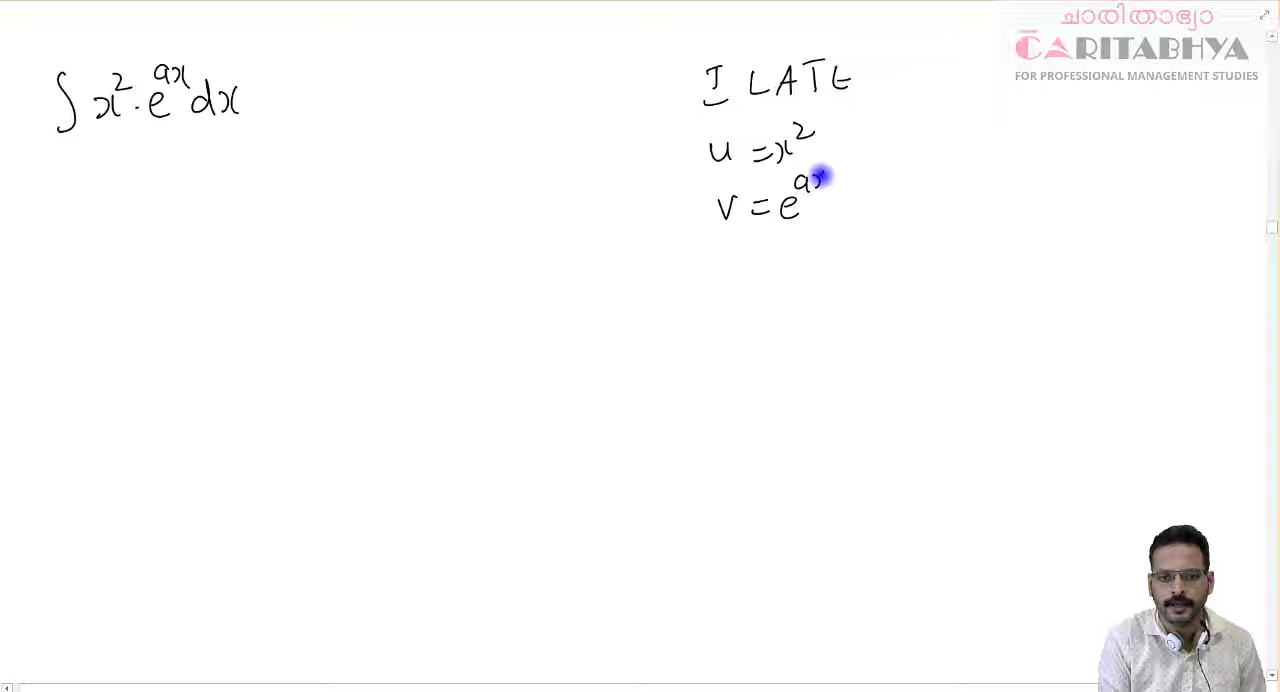 ചാരിതാഭ്യാ
CARITABHYA
FOR PROFESSIONAL MANAGEMENT STUDIES
∫ x² · e^{ax} dx
I LATE
u = x²
v = e^{ax}